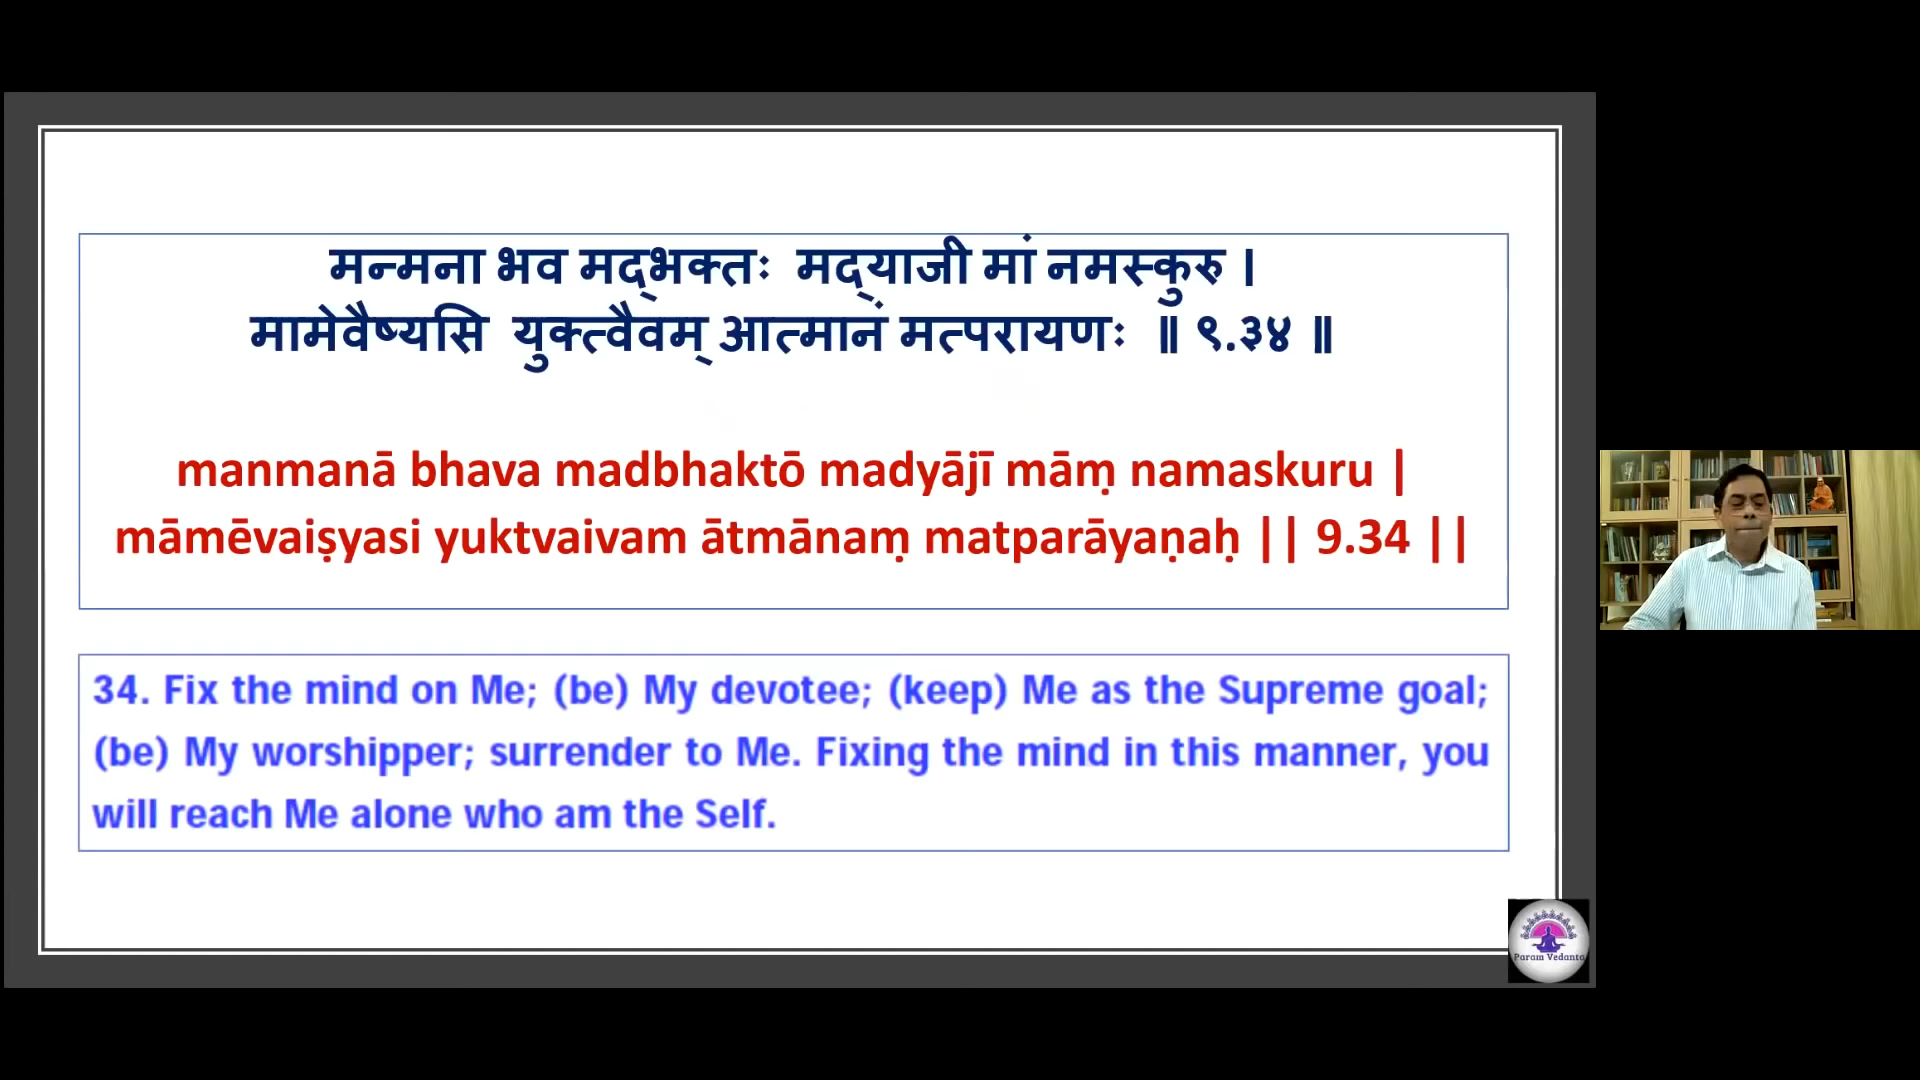 मन्मना भव मद्‌भक्तः मद्‌याजी मां नमस्कुरु ।
मामेवैष्यसि युक्त्वैवम् आत्मानं मत्परायणः ॥ ९.३४ ॥
manmanā bhava madbhaktō madyājī māṃ namaskuru |
māmēvaiṣyasi yuktvaivam ātmānaṃ matparāyaṇaḥ || 9.34 ||
34. Fix the mind on Me; (be) My devotee; (keep) Me as the Supreme goal;
(be) My worshipper; surrender to Me. Fixing the mind in this manner, you
will reach Me alone who am the Self.
Param Vedanta